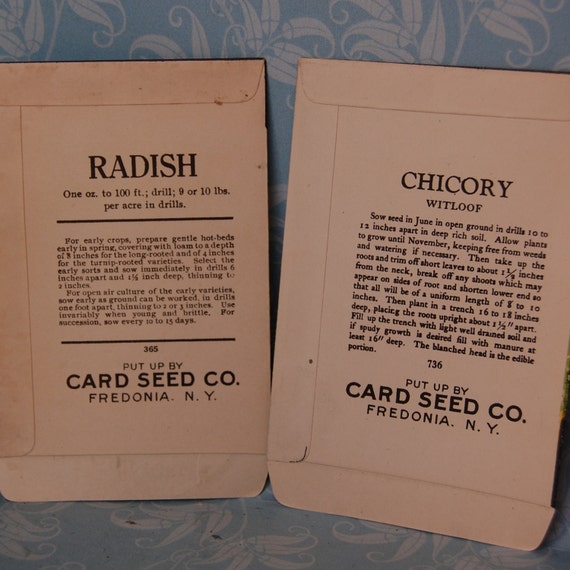 RADISH
One oz. to 100 ft.; drill; 9 or 10 lbs.
per acre in drills.
For early crops, prepare gentle hot-beds
early in spring, covering with loam to a depth
of 8 inches for the long-rooted and of 4 inches
for the turnip-rooted varieties. Select the
early sorts and sow immediately in drills 6
inches apart and 1½ inch deep, thinning to
2 inches.
For open air culture of the early varieties,
sow early as ground can be worked, in drills
one foot apart, thinning to 2 or 3 inches. Use
invariably when young and brittle. For
succession, sow every 10 to 15 days.
365
PUT UP BY
CARD SEED CO.
FREDONIA. N. Y.
CHICORY
WITLOOF
Sow seed in June in open ground in drills 10 to
12 inches apart in deep rich soil. Allow plants
to grow until November, keeping free from weeds
and watering if necessary. Then take up the
roots and trim off short leaves to about 1½ inches
from the neck, break off any shoots which may
appear on sides of root and shorten lower end so
that all will be of a uniform length of 8 to 10
inches. Then plant in a trench 16 to 18 inches
deep, placing the roots upright about 1½" apart.
Fill up the trench with light well drained soil and
if spudy growth is desired fill with manure at
least 16" deep. The blanched head is the edible
portion.
736
PUT UP BY
CARD SEED CO.
FREDONIA. N. Y.